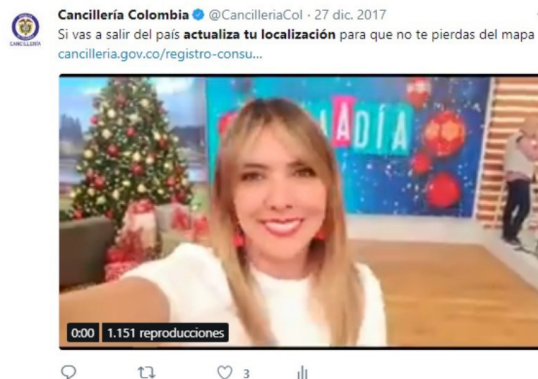 Cancillería Colombia @CancilleriaCol · 27 dic. 2017
Si vas a salir del país actualiza tu localización para que no te pierdas del mapa
cancilleria.gov.co/registro-consu...
A DÍA
0:00 1.151 reproducciones
3